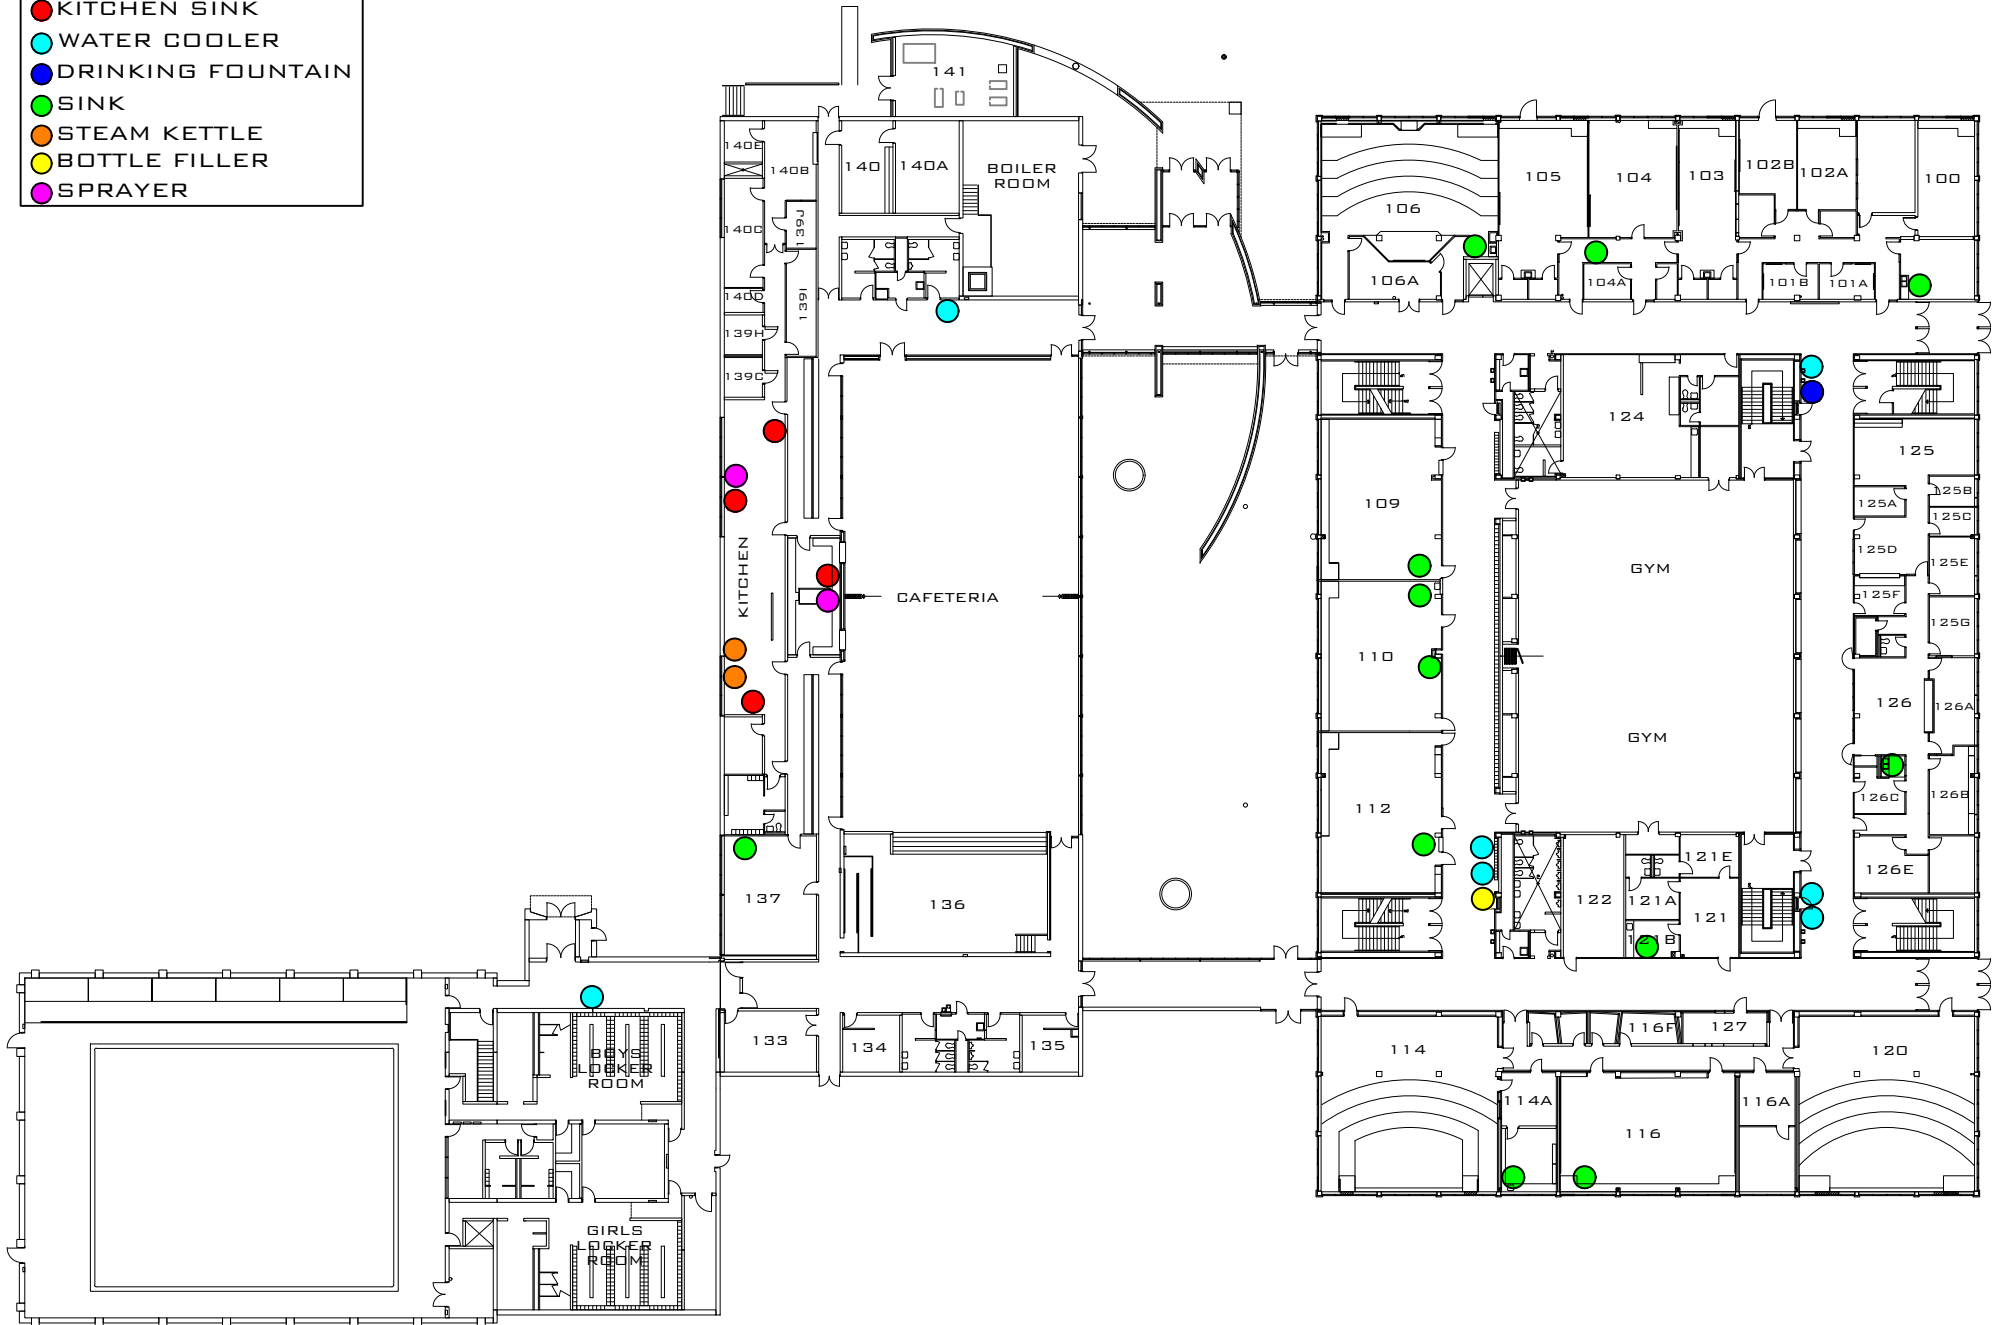 KITCHEN SINK
WATER COOLER
DRINKING FOUNTAIN
SINK
STEAM KETTLE
BOTTLE FILLER
SPRAYER
141
140E
140B
140
140A
BOILER
ROOM
140C
139J
140D
139I
139H
139C
KITCHEN
CAFETERIA
137
136
133
134
135
BOYS
LOCKER
ROOM
GIRLS
LOCKER
ROOM
106
105
104
103
102B
102A
100
106A
104A
101B
101A
124
125
109
125A
125B
125C
125D
125E
GYM
125F
125G
110
126
126A
GYM
112
126C
126B
121E
126E
122
121A
121
121B
114
116F
127
120
114A
116
116A